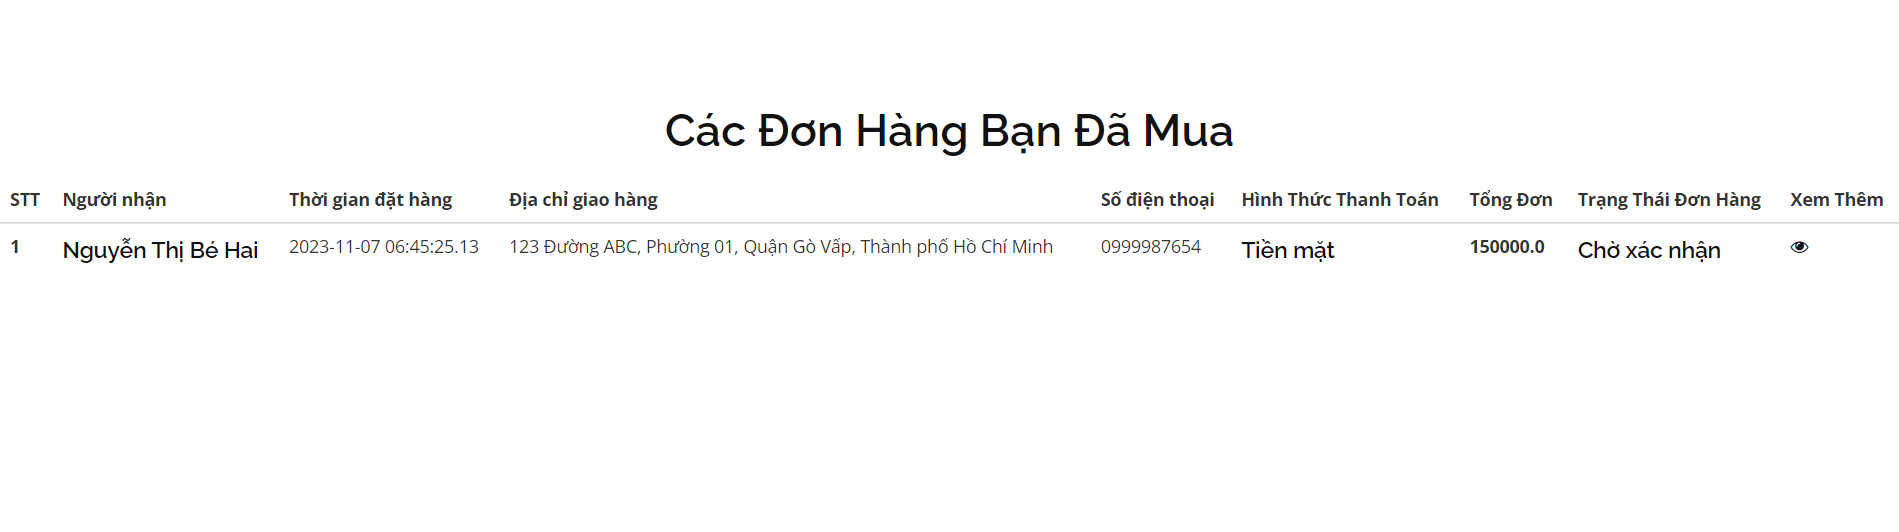 Các Đơn Hàng Bạn Đã Mua
STT Người nhận Thời gian đặt hàng Địa chỉ giao hàng Số điện thoại Hình Thức Thanh Toán Tổng Đơn Trạng Thái Đơn Hàng Xem Thêm
1 Nguyễn Thị Bé Hai 2023-11-07 06:45:25.13 123 Đường ABC, Phường 01, Quận Gò Vấp, Thành phố Hồ Chí Minh 0999987654 Tiền mặt 150000.0 Chờ xác nhận